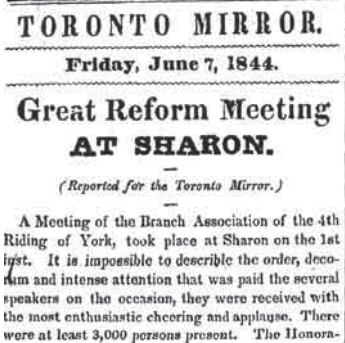 TORONTO MIRROR.
Friday, June 7, 1844.
Great Reform Meeting
AT SHARON.
(Reported for the Toronto Mirror.)
A Meeting of the Branch Association of the 4th
Riding of York, took place at Sharon on the 1st
inst. It is impossible to describle the order, deco-
rum and intense attention that was paid the several
speakers on the occasion, they were received with
the most enthusiastic cheering and applause. There
were at least 3,000 persons present. The Honora-